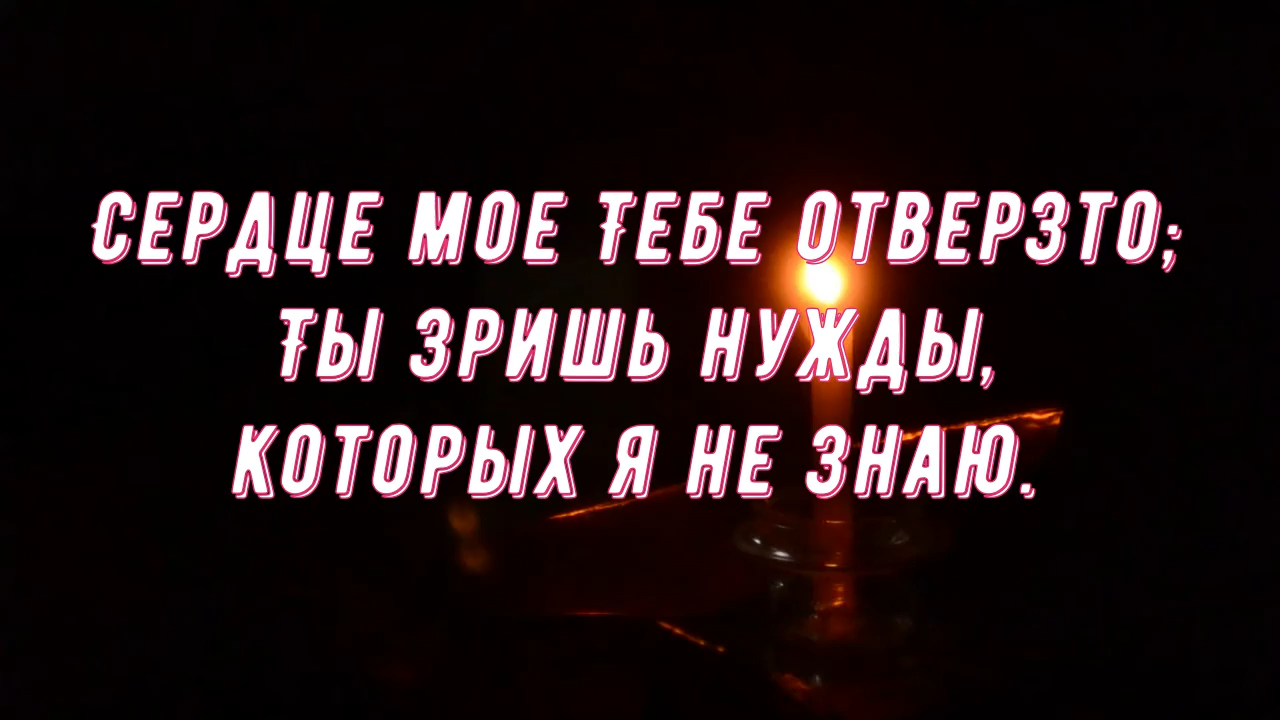 Сердце мое Тебе отверзто;
Ты зришь нужды,
которых я не знаю.